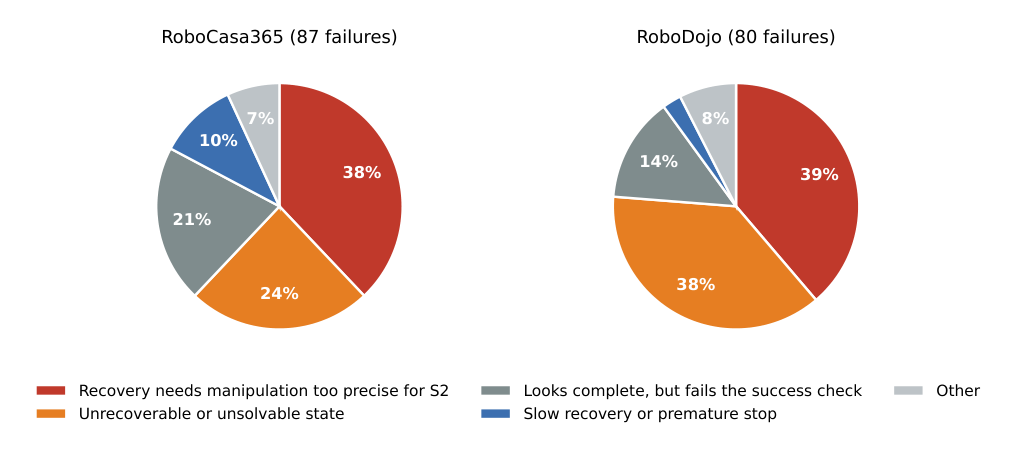 RoboCasa365 (87 failures)
7%
10%
38%
21%
24%
RoboDojo (80 failures)
8%
14%
39%
38%
Recovery needs manipulation too precise for S2
Unrecoverable or unsolvable state
Looks complete, but fails the success check
Slow recovery or premature stop
Other